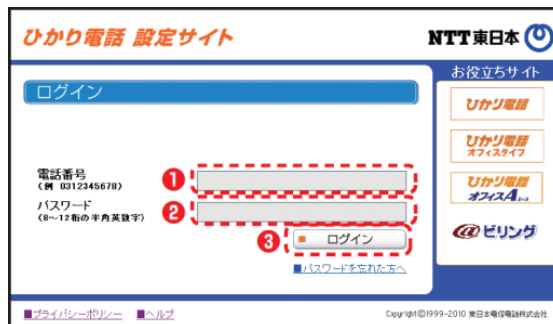 ひかり電話 設定サイト
NTT東日本
お役立ちサイト
ログイン
ひかり電話
ひかり電話
オフィスタイプ
ひかり電話
オフィスA
エース
@ビリング
電話番号
(例 0312345678)
1
パスワード
(8~12桁の半角英数字)
2
3
ログイン
■パスワードを忘れた方へ
■プライバシーポリシー ■ヘルプ
Copyright©1999-2010 東日本電信電話株式会社